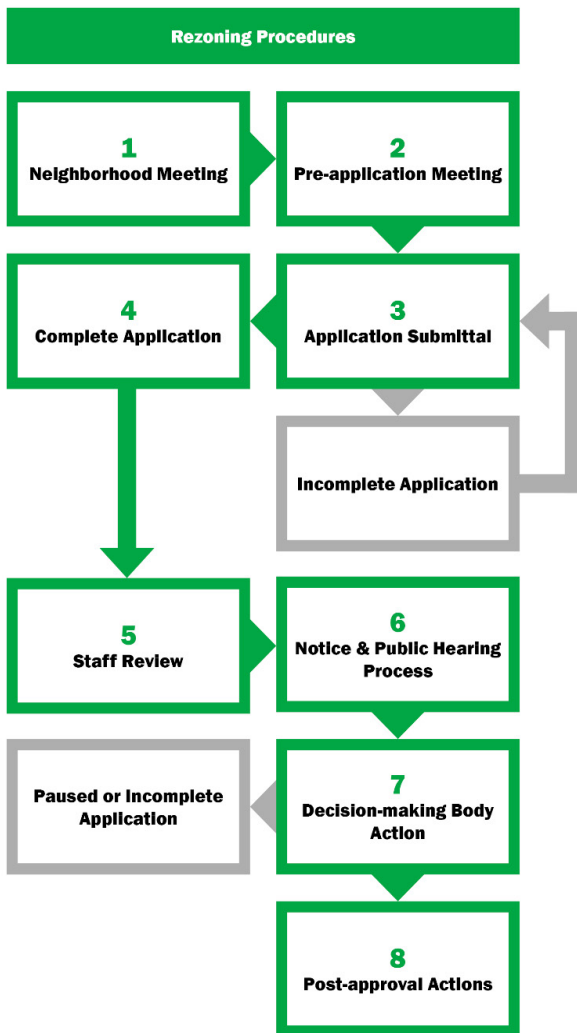 Rezoning Procedures
1
Neighborhood Meeting
2
Pre-application Meeting
4
Complete Application
3
Application Submittal
Incomplete Application
5
Staff Review
6
Notice & Public Hearing
Process
Paused or Incomplete
Application
7
Decision-making Body
Action
8
Post-approval Actions